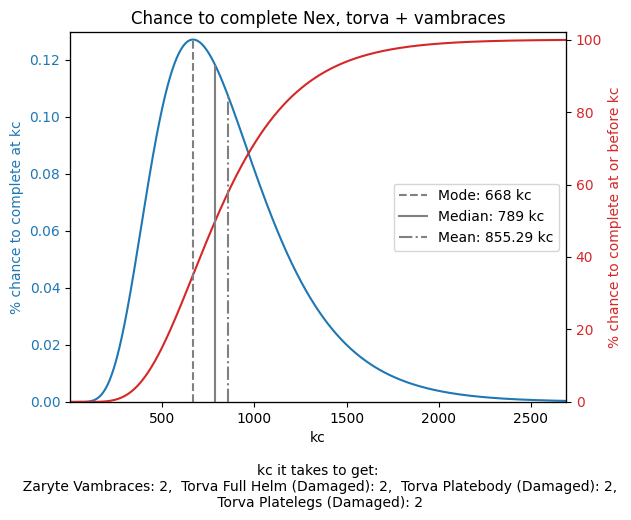 Chance to complete Nex, torva + vambraces
% chance to complete at kc
0.12
0.10
0.08
0.06
0.04
0.02
0.00
Mode: 668 kc
Median: 789 kc
Mean: 855.29 kc
100
80
60
40
20
0
% chance to complete at or before kc
500 1000 1500 2000 2500
kc
kc it takes to get:
Zaryte Vambraces: 2, Torva Full Helm (Damaged): 2, Torva Platebody (Damaged): 2,
Torva Platelegs (Damaged): 2